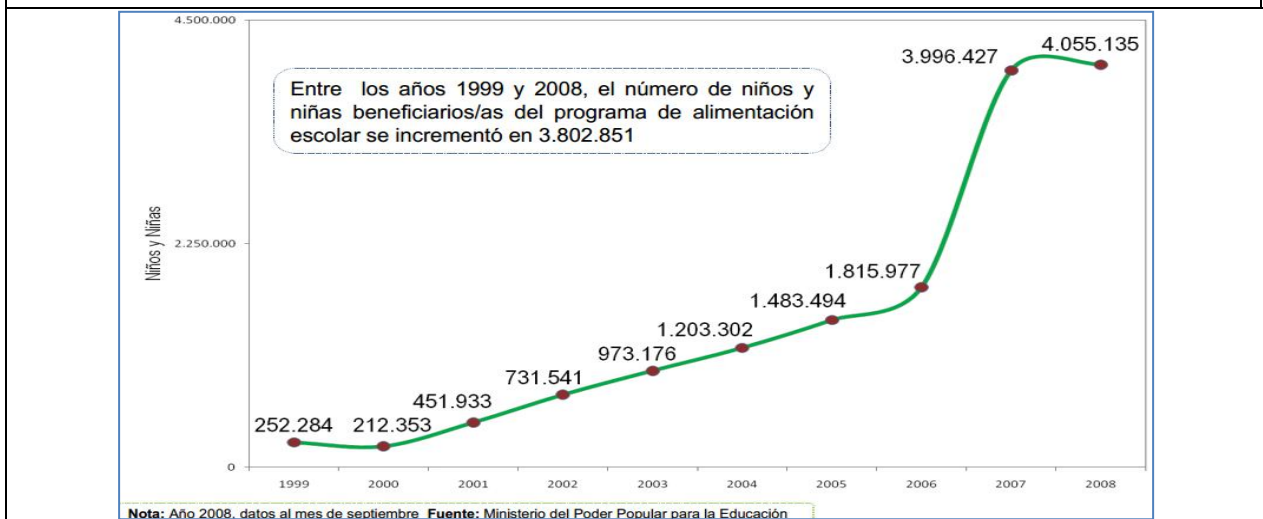 4.500.000
3.996.427
4.055.135
Entre los años 1999 y 2008, el número de niños y
niñas beneficiarios/as del programa de alimentación
escolar se incrementó en 3.802.851
Niños y Niñas
2.250.000
1.815.977
1.483.494
1.203.302
973.176
731.541
451.933
252.284 212.353
0
1999 2000 2001 2002 2003 2004 2005 2006 2007 2008
Nota: Año 2008, datos al mes de septiembre Fuente: Ministerio del Poder Popular para la Educación